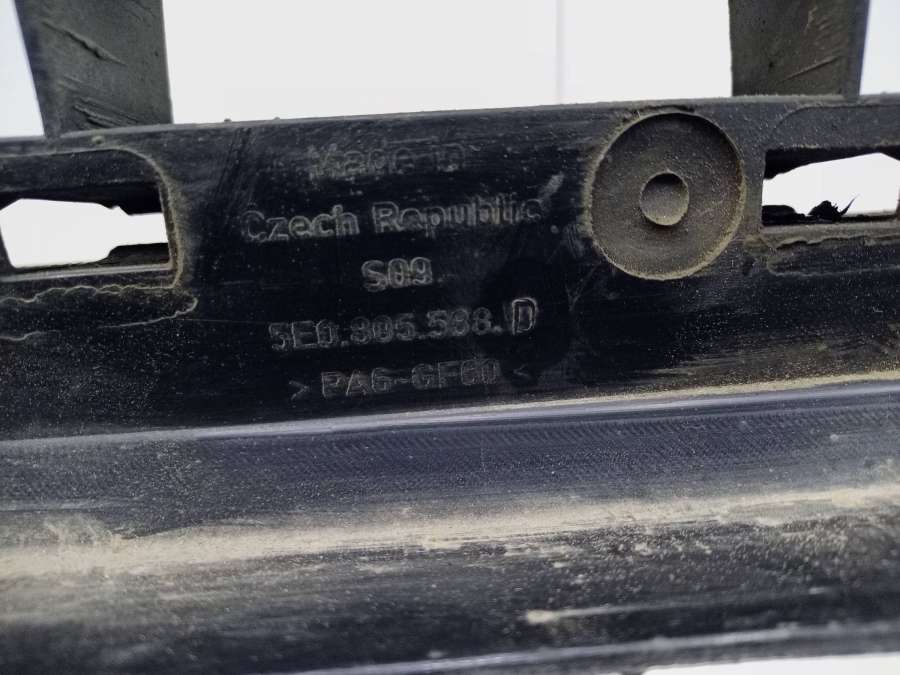 Made in
Czech Republic
S09
5E0.805.588.D
> PA6-GF60 <